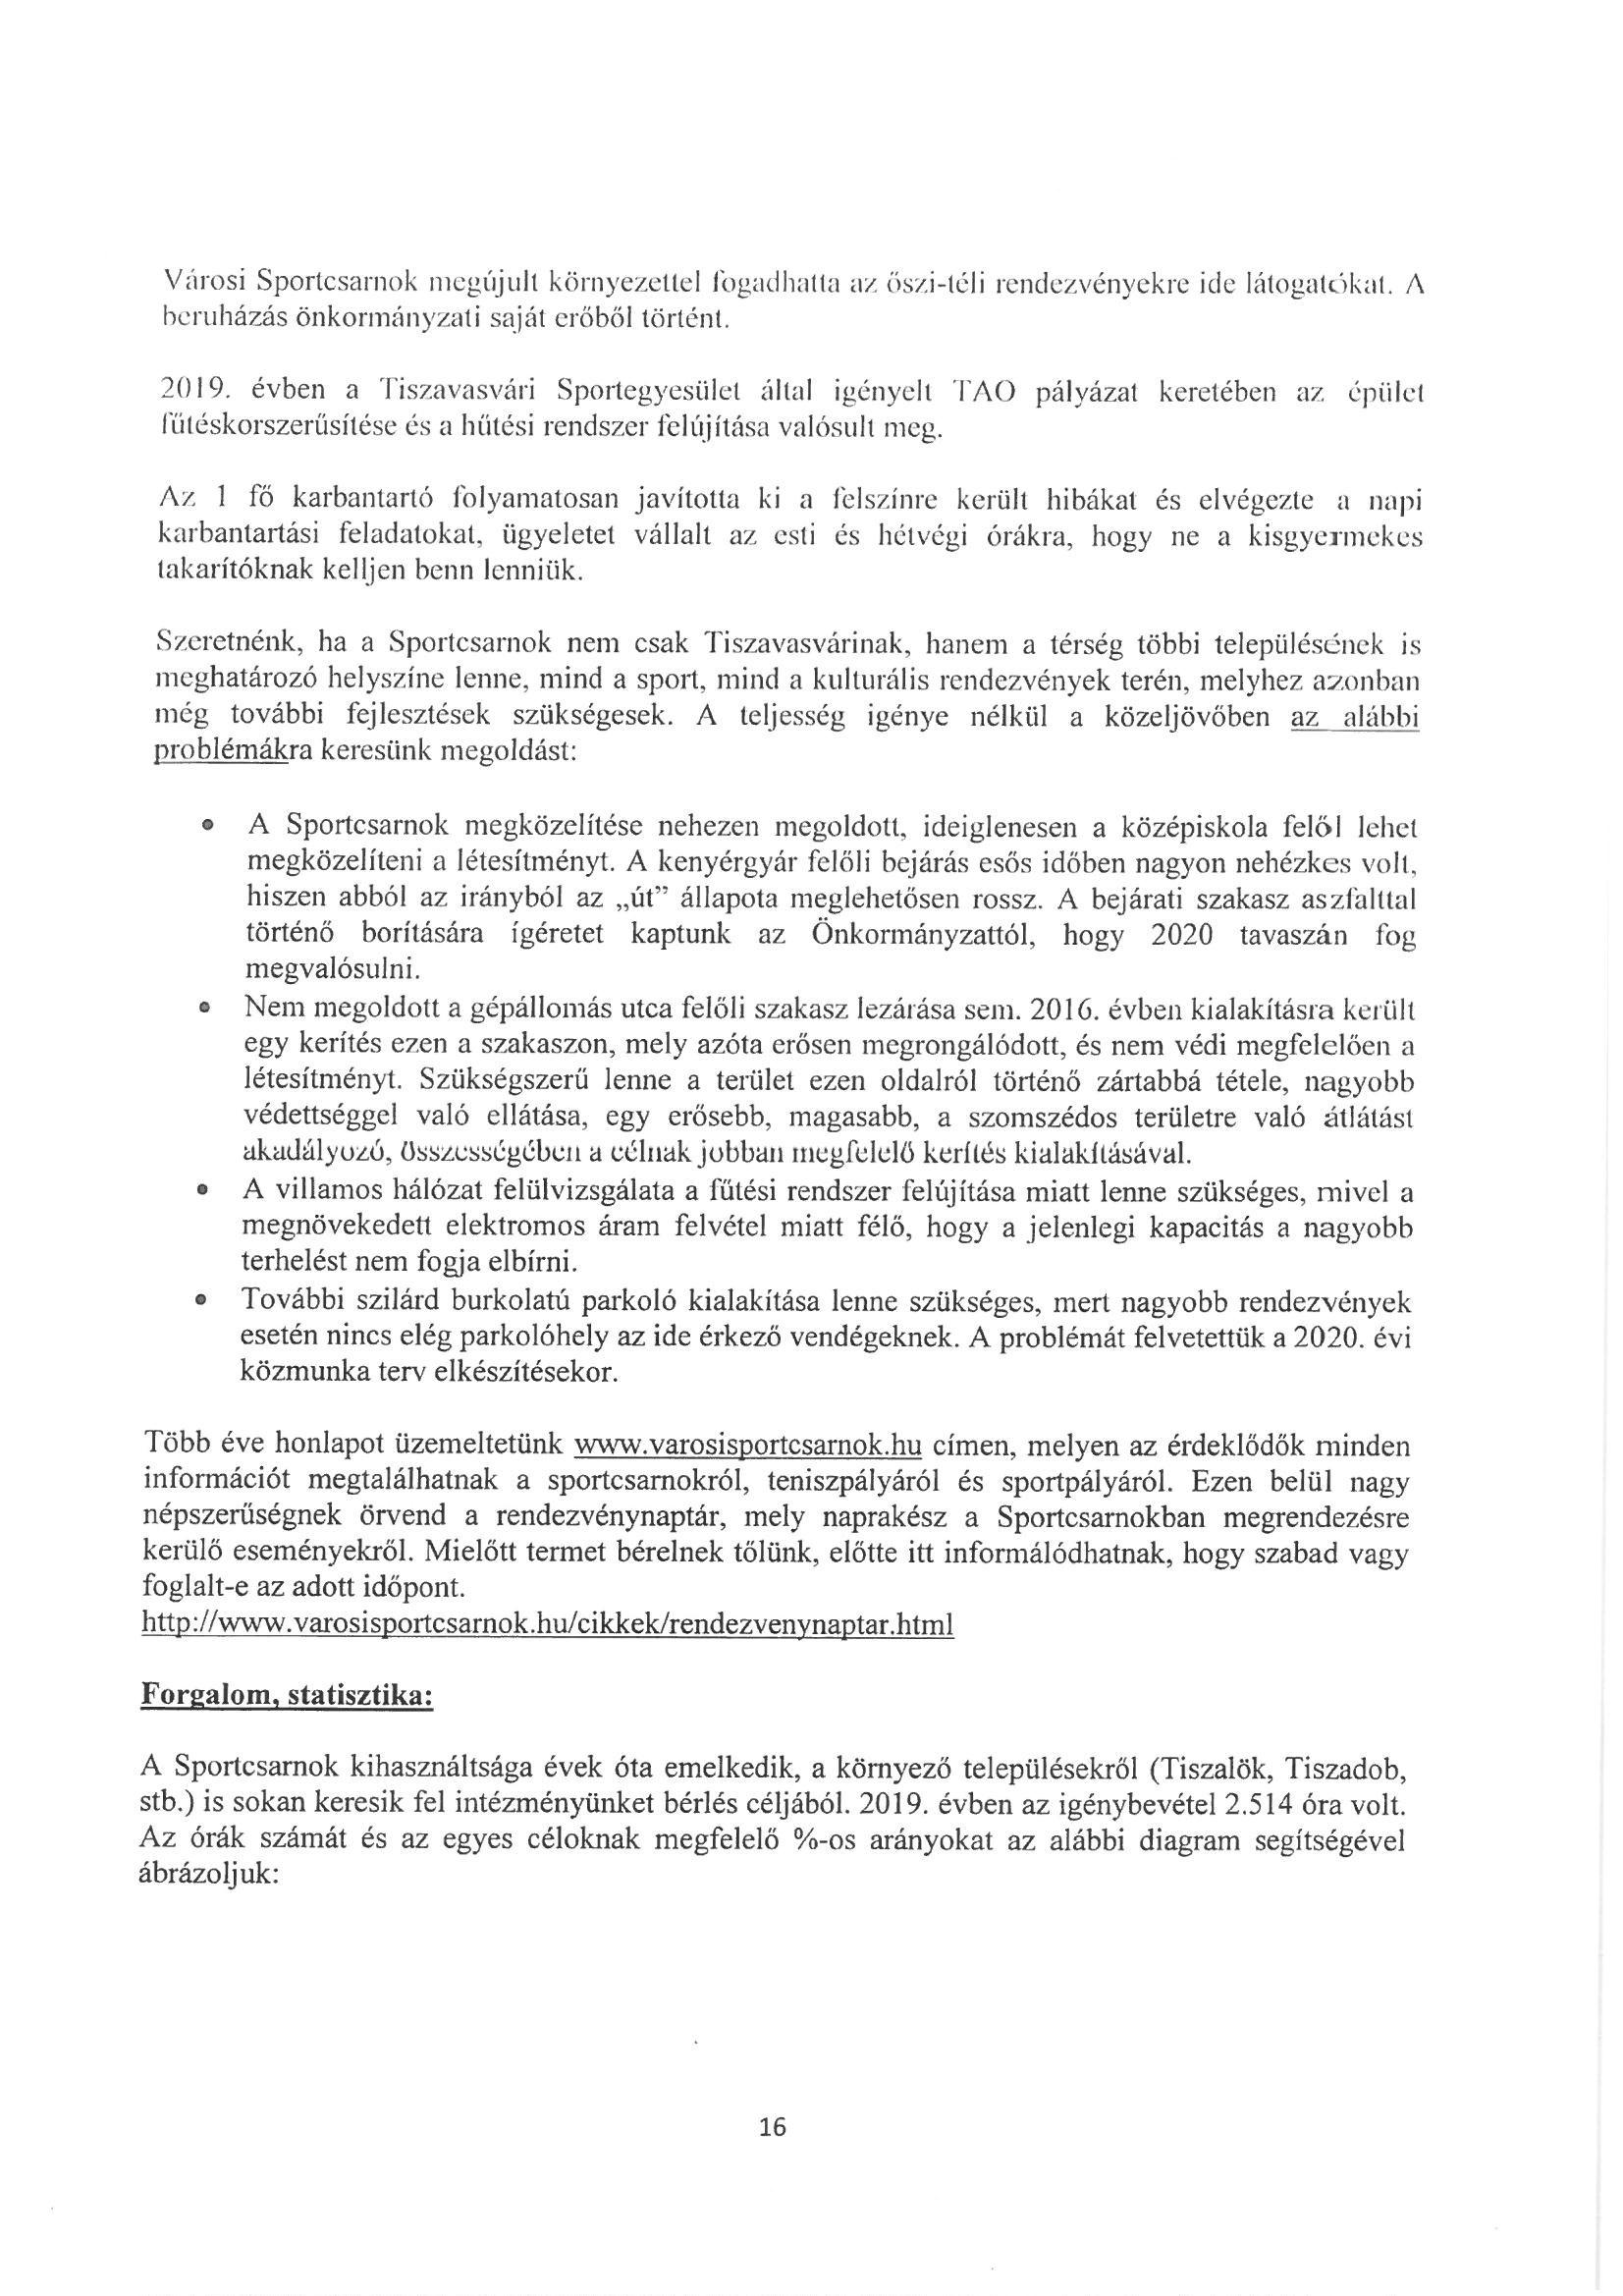 Városi Sportcsarnok megújult környezettel fogadhatta az őszi-téli rendezvényekre ide látogatókat. A
beruházás önkormányzati saját erőből történt.
2019. évben a Tiszavasvári Sportegyesület által igényelt TAO pályázat keretében az épület
fűtéskorszerűsítése és a hűtési rendszer felújítása valósult meg.
Az 1 fő karbantartó folyamatosan javította ki a felszínre került hibákat és elvégezte a napi
karbantartási feladatokat, ügyeletet vállalt az esti és hétvégi órákra, hogy ne a kisgyermekes
takarítóknak kelljen benn lenniük.
Szeretnénk, ha a Sportcsarnok nem csak Tiszavasvárinak, hanem a térség többi településének is
meghatározó helyszíne lenne, mind a sport, mind a kulturális rendezvények terén, melyhez azonban
még további fejlesztések szükségesek. A teljesség igénye nélkül a közeljövőben az alábbi
problémákra keresünk megoldást:
• A Sportcsarnok megközelítése nehezen megoldott, ideiglenesen a középiskola felől lehet
megközelíteni a létesítményt. A kenyérgyár felőli bejárás esős időben nagyon nehézkes volt,
hiszen abból az irányból az „út” állapota meglehetősen rossz. A bejárati szakasz aszfalttal
történő borítására ígéretet kaptunk az Önkormányzattól, hogy 2020 tavaszán fog
megvalósulni.
• Nem megoldott a gépállomás utca felőli szakasz lezárása sem. 2016. évben kialakításra került
egy kerítés ezen a szakaszon, mely azóta erősen megrongálódott, és nem védi megfelelően a
létesítményt. Szükségszerű lenne a terület ezen oldalról történő zártabbá tétele, nagyobb
védettséggel való ellátása, egy erősebb, magasabb, a szomszédos területre való átlátást
akadályozó, összességében a célnak jobban megfelelő kerítés kialakításával.
• A villamos hálózat felülvizsgálata a fűtési rendszer felújítása miatt lenne szükséges, mivel a
megnövekedett elektromos áram felvétel miatt félő, hogy a jelenlegi kapacitás a nagyobb
terhelést nem fogja elbírni.
• További szilárd burkolatú parkoló kialakítása lenne szükséges, mert nagyobb rendezvények
esetén nincs elég parkolóhely az ide érkező vendégeknek. A problémát felvetettük a 2020. évi
közmunka terv elkészítésekor.
Több éve honlapot üzemeltetünk www.varosisportcsarnok.hu címen, melyen az érdeklődők minden
információt megtalálhatnak a sportcsarnokról, teniszpályáról és sportpályáról. Ezen belül nagy
népszerűségnek örvend a rendezvénynaptár, mely naprakész a Sportcsarnokban megrendezésre
kerülő eseményekről. Mielőtt termet bérelnek tőlünk, előtte itt informálódhatnak, hogy szabad vagy
foglalt-e az adott időpont.
http://www.varosisportcsarnok.hu/cikkek/rendezvenynaptar.html
Forgalom, statisztika:
A Sportcsarnok kihasználtsága évek óta emelkedik, a környező településekről (Tiszalök, Tiszadob,
stb.) is sokan keresik fel intézményünket bérlés céljából. 2019. évben az igénybevétel 2.514 óra volt.
Az órák számát és az egyes céloknak megfelelő %-os arányokat az alábbi diagram segítségével
ábrázoljuk:
16